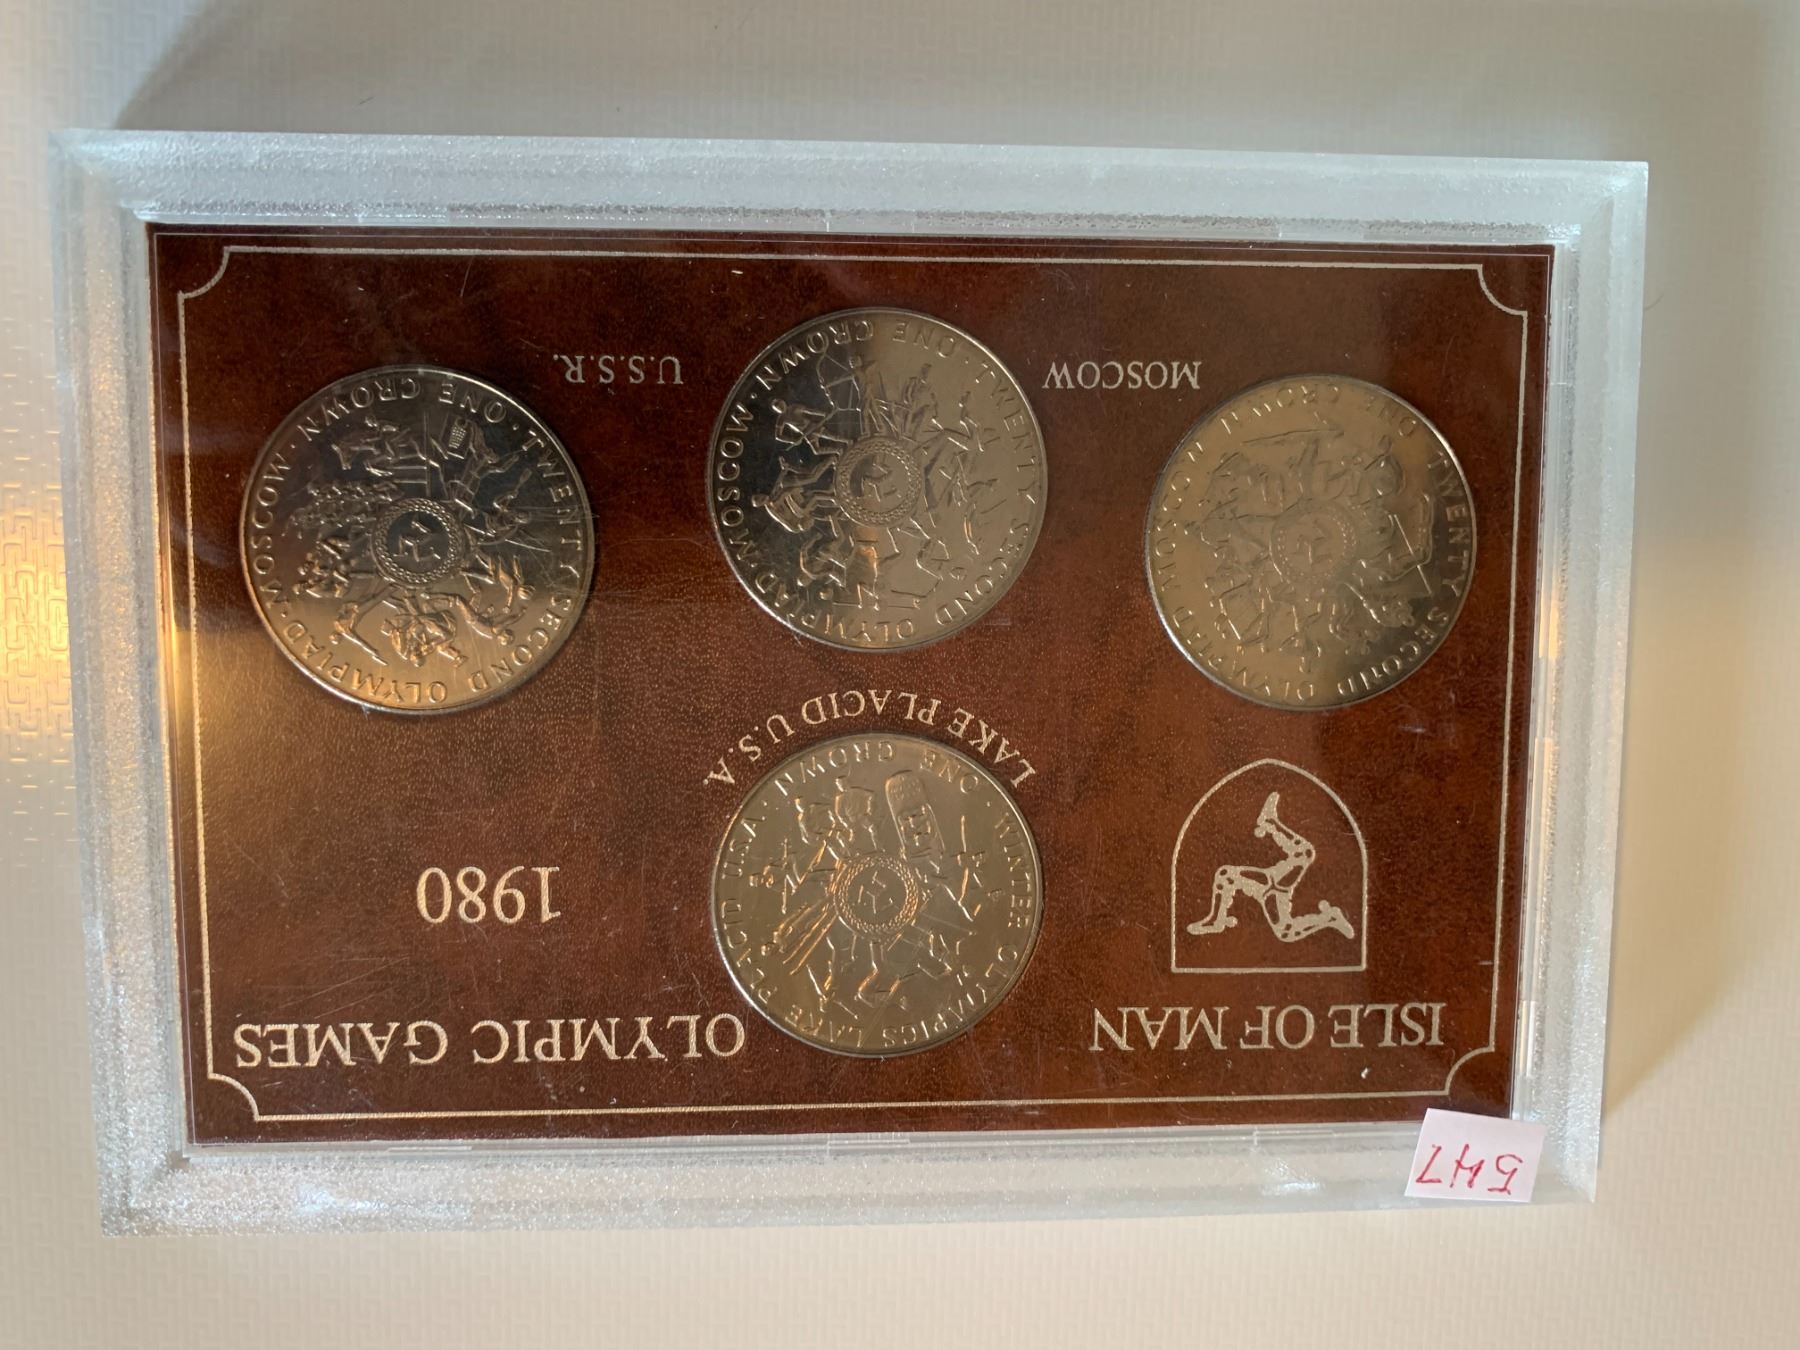 ISLE OF MAN
OLYMPIC GAMES
1980
WINTER OLYMPICS LAKE PLACID U.S.A · ONE CROWN ·
LAKE PLACID U.S.A.
TWENTY SECOND OLYMPIAD · MOSCOW · ONE CROWN
TWENTY SECOND OLYMPIAD · MOSCOW · ONE CROWN ·
TWENTY SECOND OLYMPIAD · MOSCOW · ONE CROWN ·
MOSCOW
U.S.S.R.
547